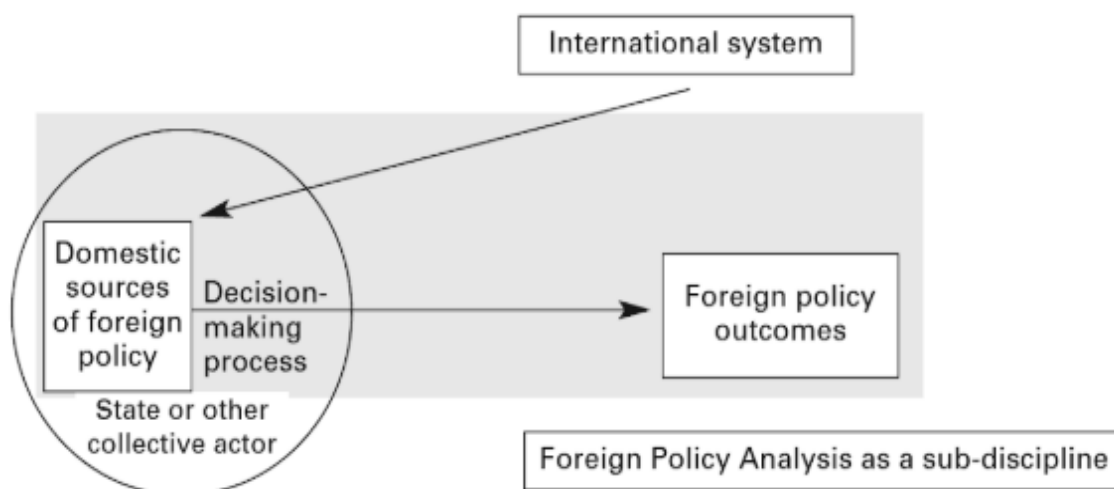 International system
Domestic
sources
of foreign
policy
Decision-
making
process
Foreign policy
outcomes
State or other
collective actor
Foreign Policy Analysis as a sub-discipline